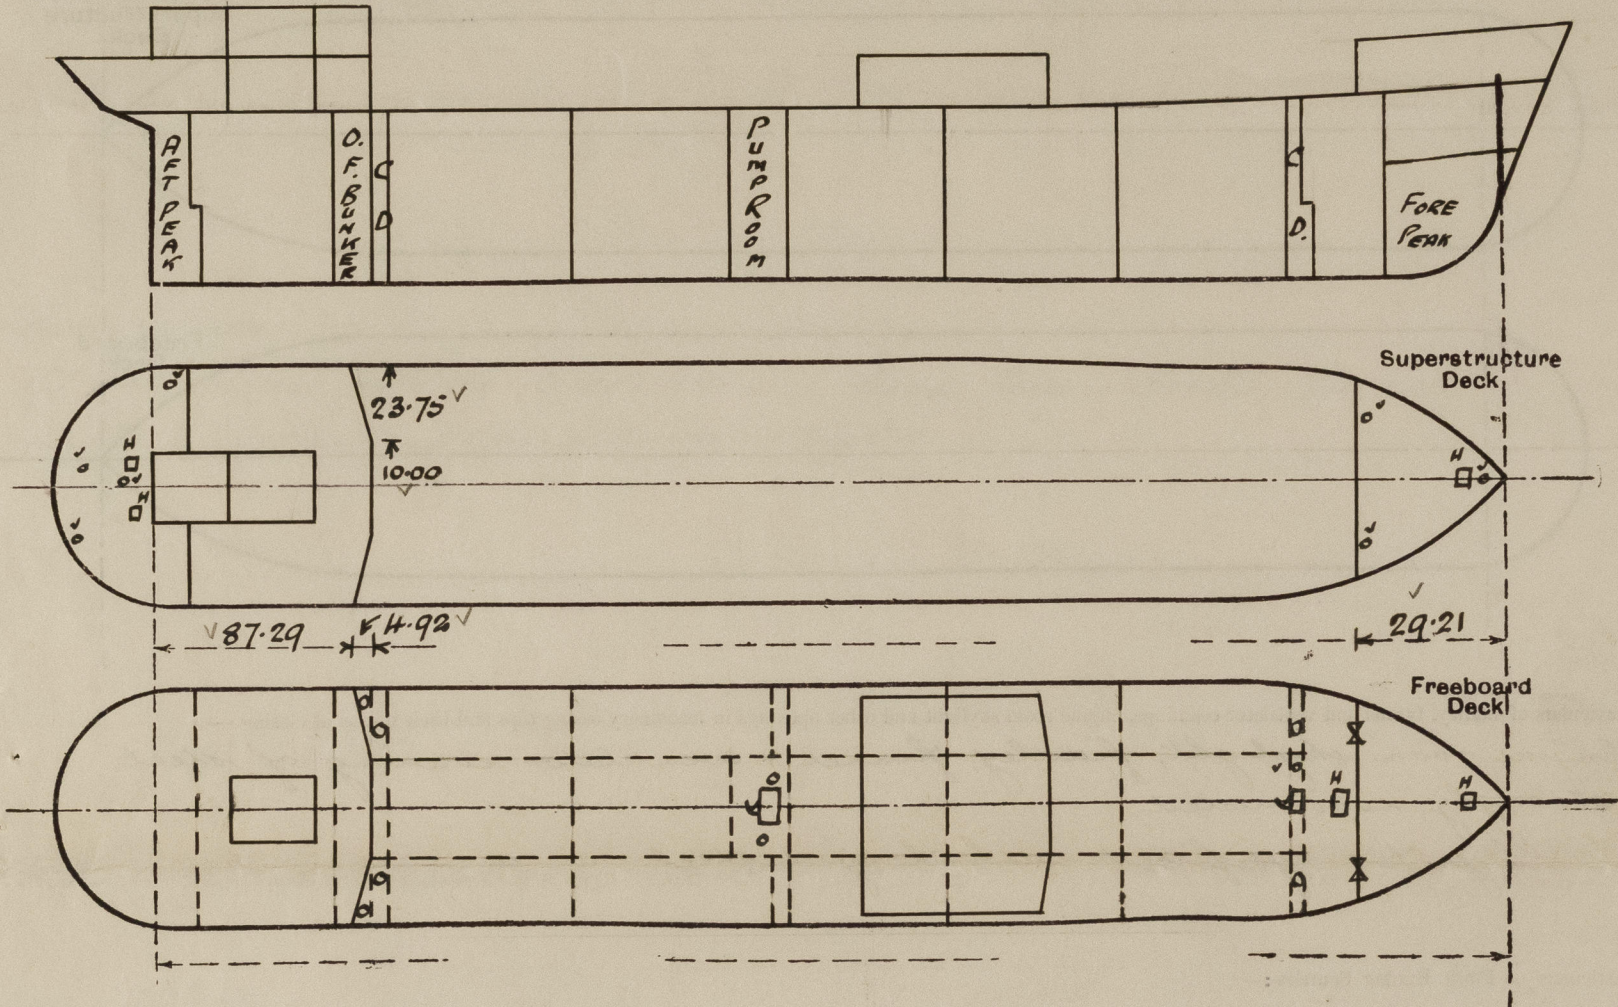 AFT PEAK
O.F. BUNKER
C D
PUMP ROOM
C D.
FORE
PEAK
Superstructure
Deck
23.75
10.00
H
H
H
87.29
4.92
29.21
Freeboard
Deck
H
H